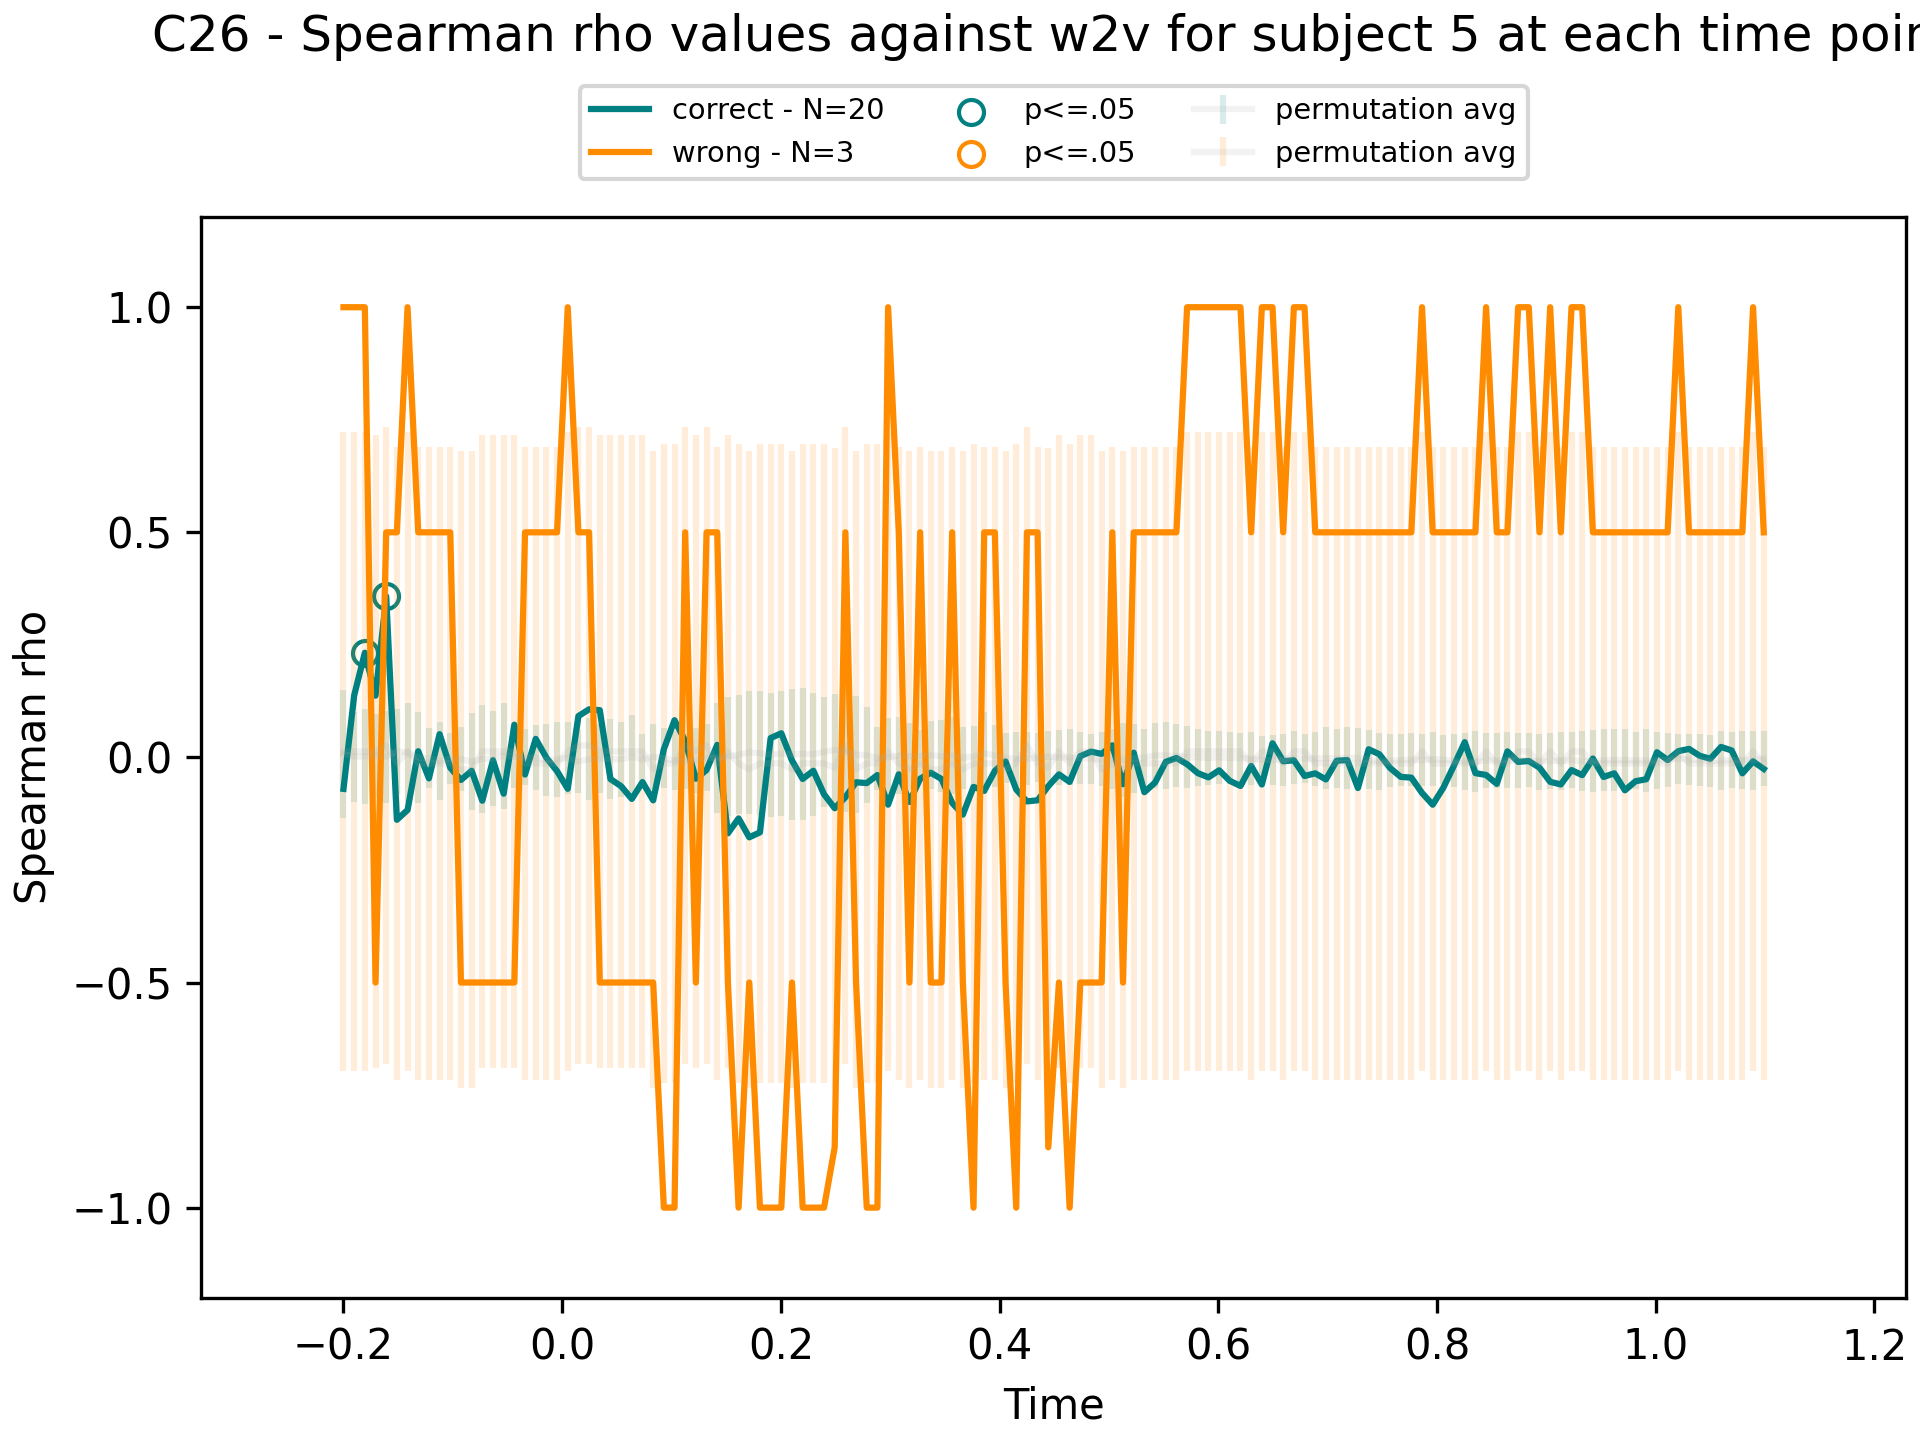 C26 - Spearman rho values against w2v for subject 5 at each time poin
correct - N=20
wrong - N=3
p<=.05
p<=.05
permutation avg
permutation avg
Spearman rho
1.0
0.5
0.0
−0.5
−1.0
−0.2
0.0
0.2
0.4
0.6
0.8
1.0
1.2
Time